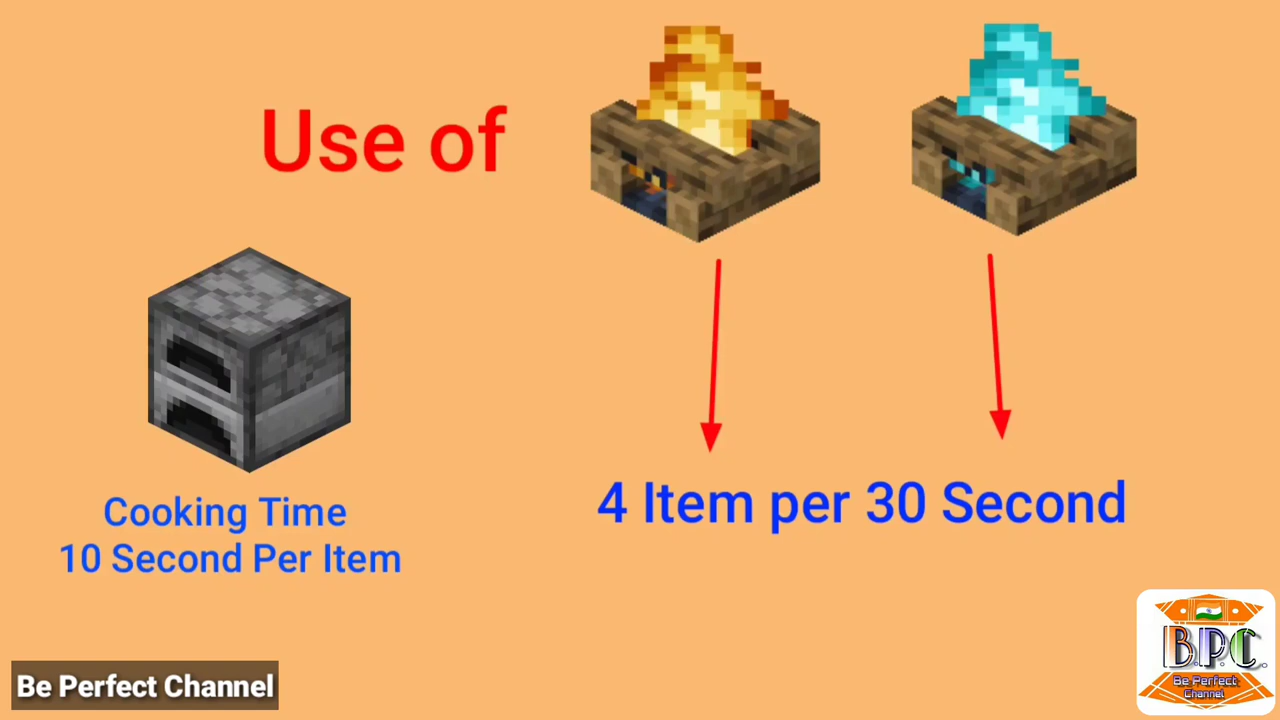 Use of
Cooking Time
10 Second Per Item
4 Item per 30 Second
Be Perfect Channel
B.P.C.
Be Perfect
Channel